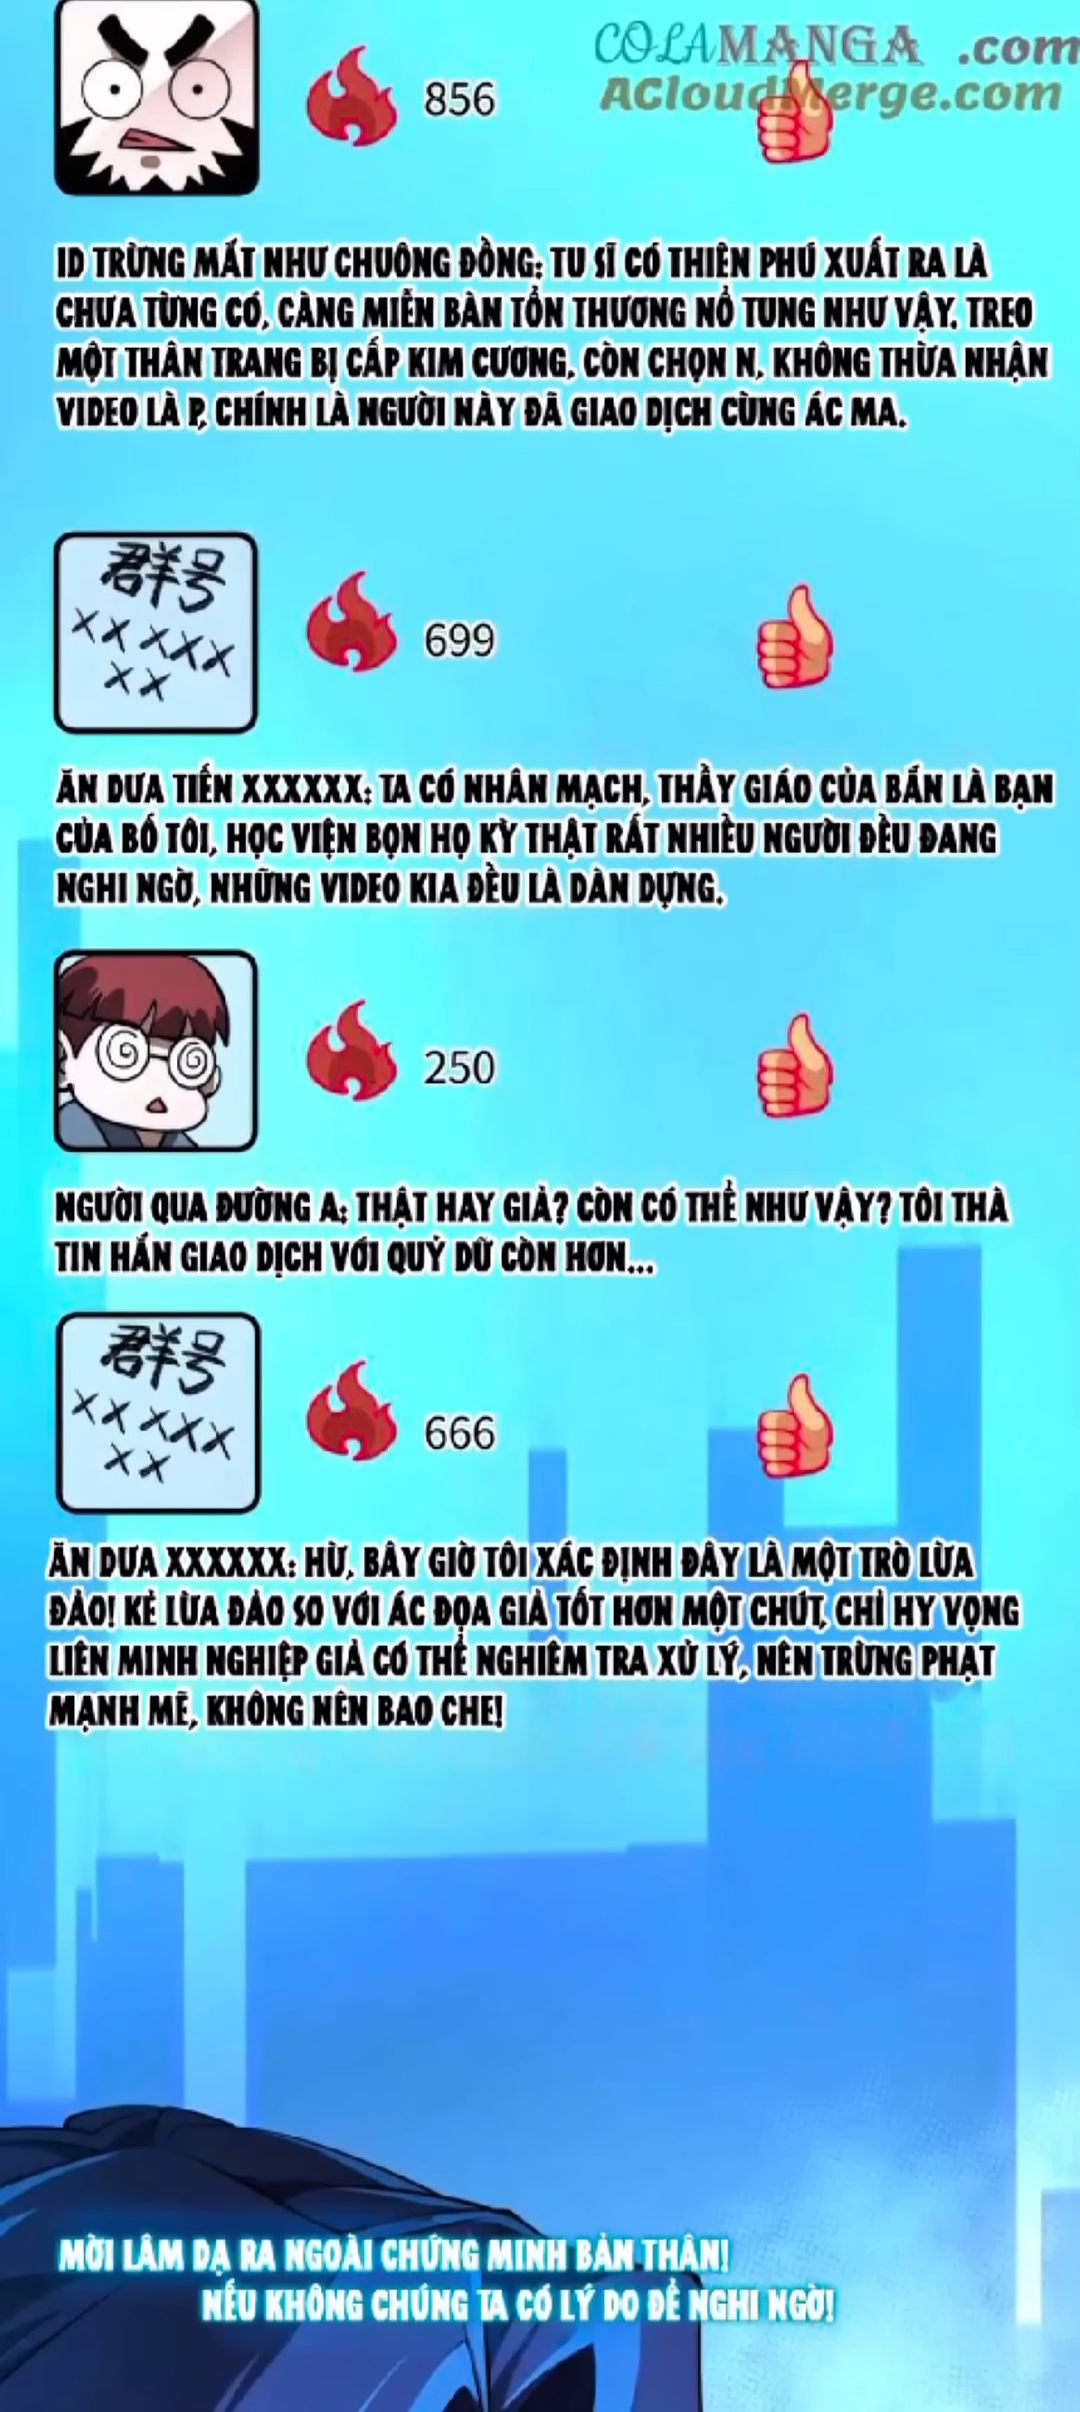 COLAMANGA .com
ACloudMerge.com
856
ID TRỪNG MẮT NHƯ CHUÔNG ĐỒNG: TU SĨ CÓ THIÊN PHÚ XUẤT RA LÀ
CHƯA TỪNG CÓ, CÀNG MIỄN BÀN TỔN THƯƠNG NỔ TUNG NHƯ VẬY. TREO
MỘT THÂN TRANG BỊ CẤP KIM CƯƠNG, CÒN CHỌN N, KHÔNG THỪA NHẬN
VIDEO LÀ P, CHÍNH LÀ NGƯỜI NÀY ĐÃ GIAO DỊCH CÙNG ÁC MA.
群号
XX XXX
XX
699
ĂN DƯA TIẾN XXXXXX: TA CÓ NHÂN MẠCH, THẦY GIÁO CỦA BẮN LÀ BẠN
CỦA BỐ TÔI, HỌC VIỆN BỌN HỌ KỲ THẬT RẤT NHIỀU NGƯỜI ĐỀU ĐANG
NGHI NGỜ, NHỮNG VIDEO KIA ĐỀU LÀ DÀN DỰNG.
250
NGƯỜI QUA ĐƯỜNG A: THẬT HAY GIẢ? CÒN CÓ THỂ NHƯ VẬY? TÔI THÀ
TIN HẮN GIAO DỊCH VỚI QUỶ DỮ CÒN HƠN...
群号
XX XXX
XX
666
ĂN DƯA XXXXXX: HỪ, BÂY GIỜ TÔI XÁC ĐỊNH ĐÂY LÀ MỘT TRÒ LỪA
ĐẢO! KẺ LỪA ĐẢO SO VỚI ÁC ĐỌA GIẢ TỐT HƠN MỘT CHÚT, CHỈ HY VỌNG
LIÊN MINH NGHIỆP GIẢ CÓ THỂ NGHIÊM TRA XỬ LÝ, NÊN TRỪNG PHẠT
MẠNH MẼ, KHÔNG NÊN BAO CHE!
MỜI LÂM DẠ RA NGOÀI CHỨNG MINH BẢN THÂN!
NẾU KHÔNG CHÚNG TA CÓ LÝ DO ĐỂ NGHI NGỜ!